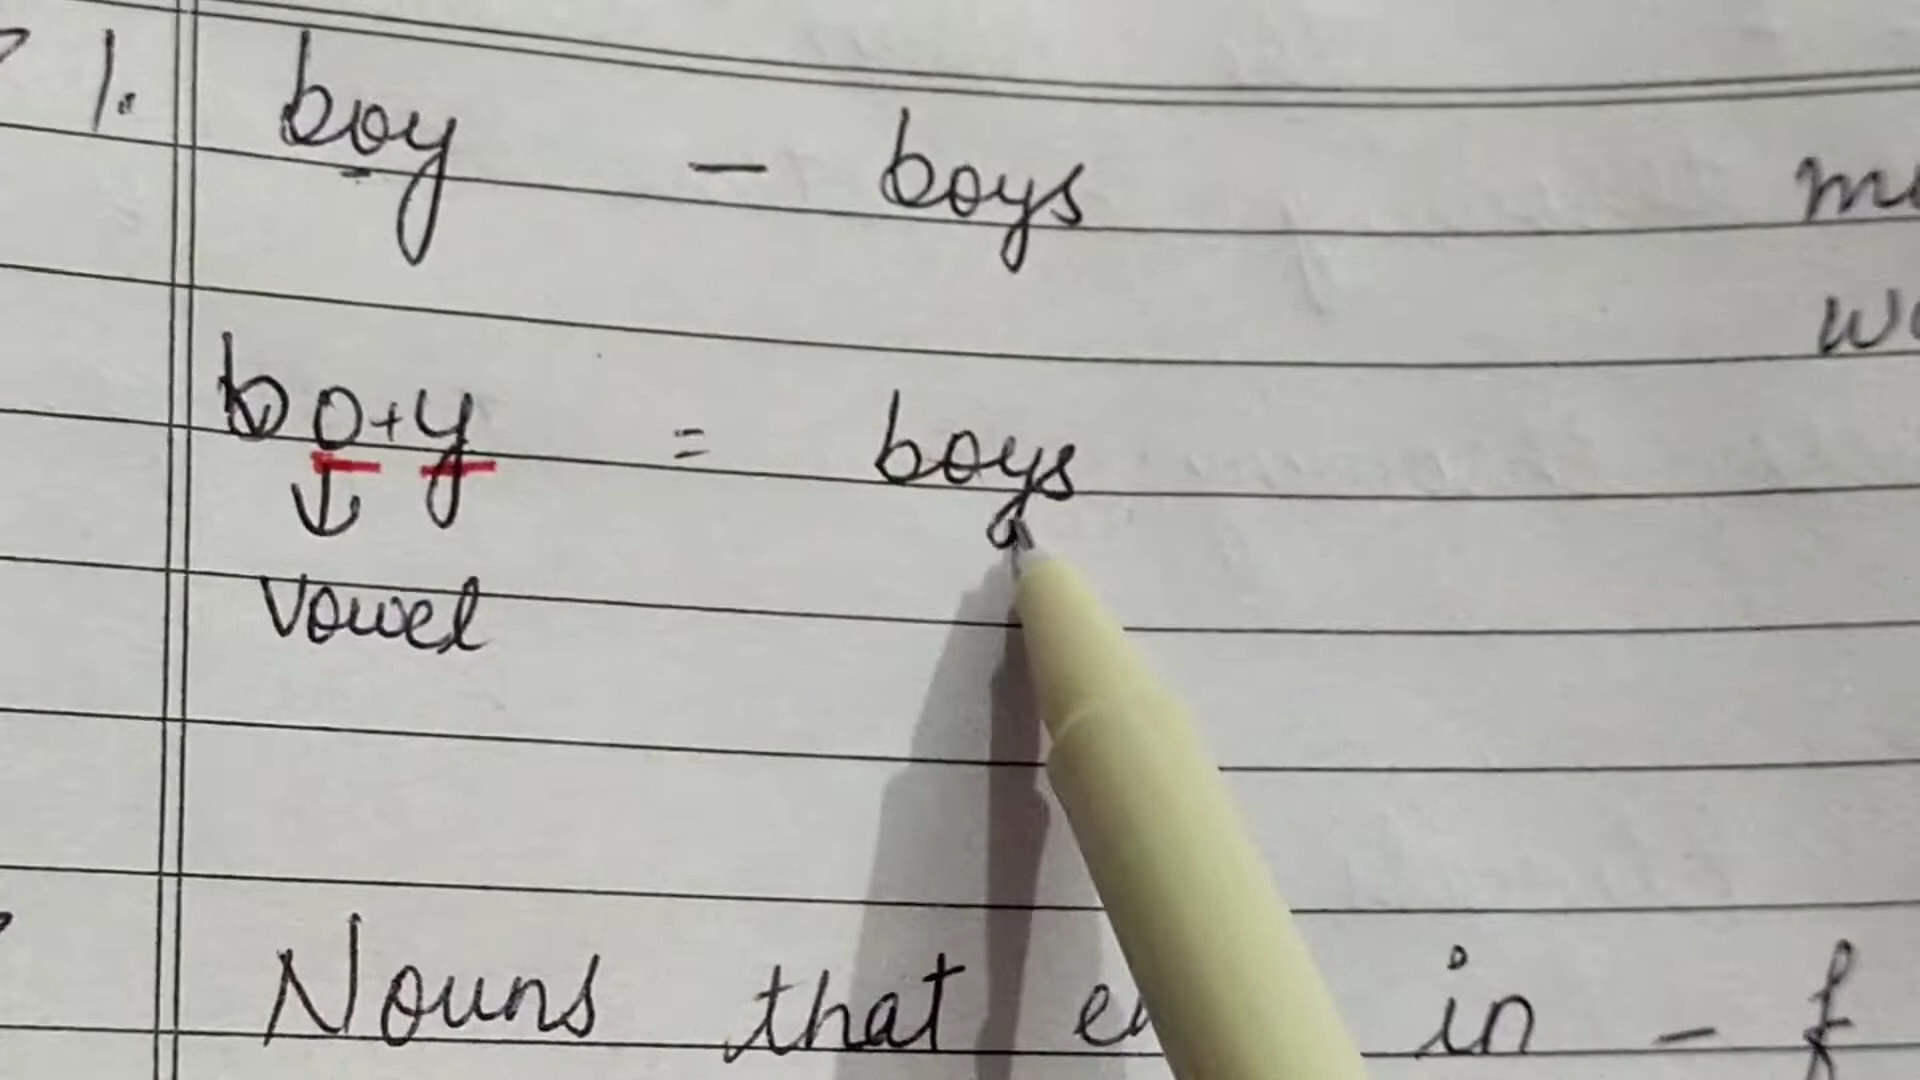 1. boy - boys
bo+y = boys
↓
vowel
Nouns that in - f